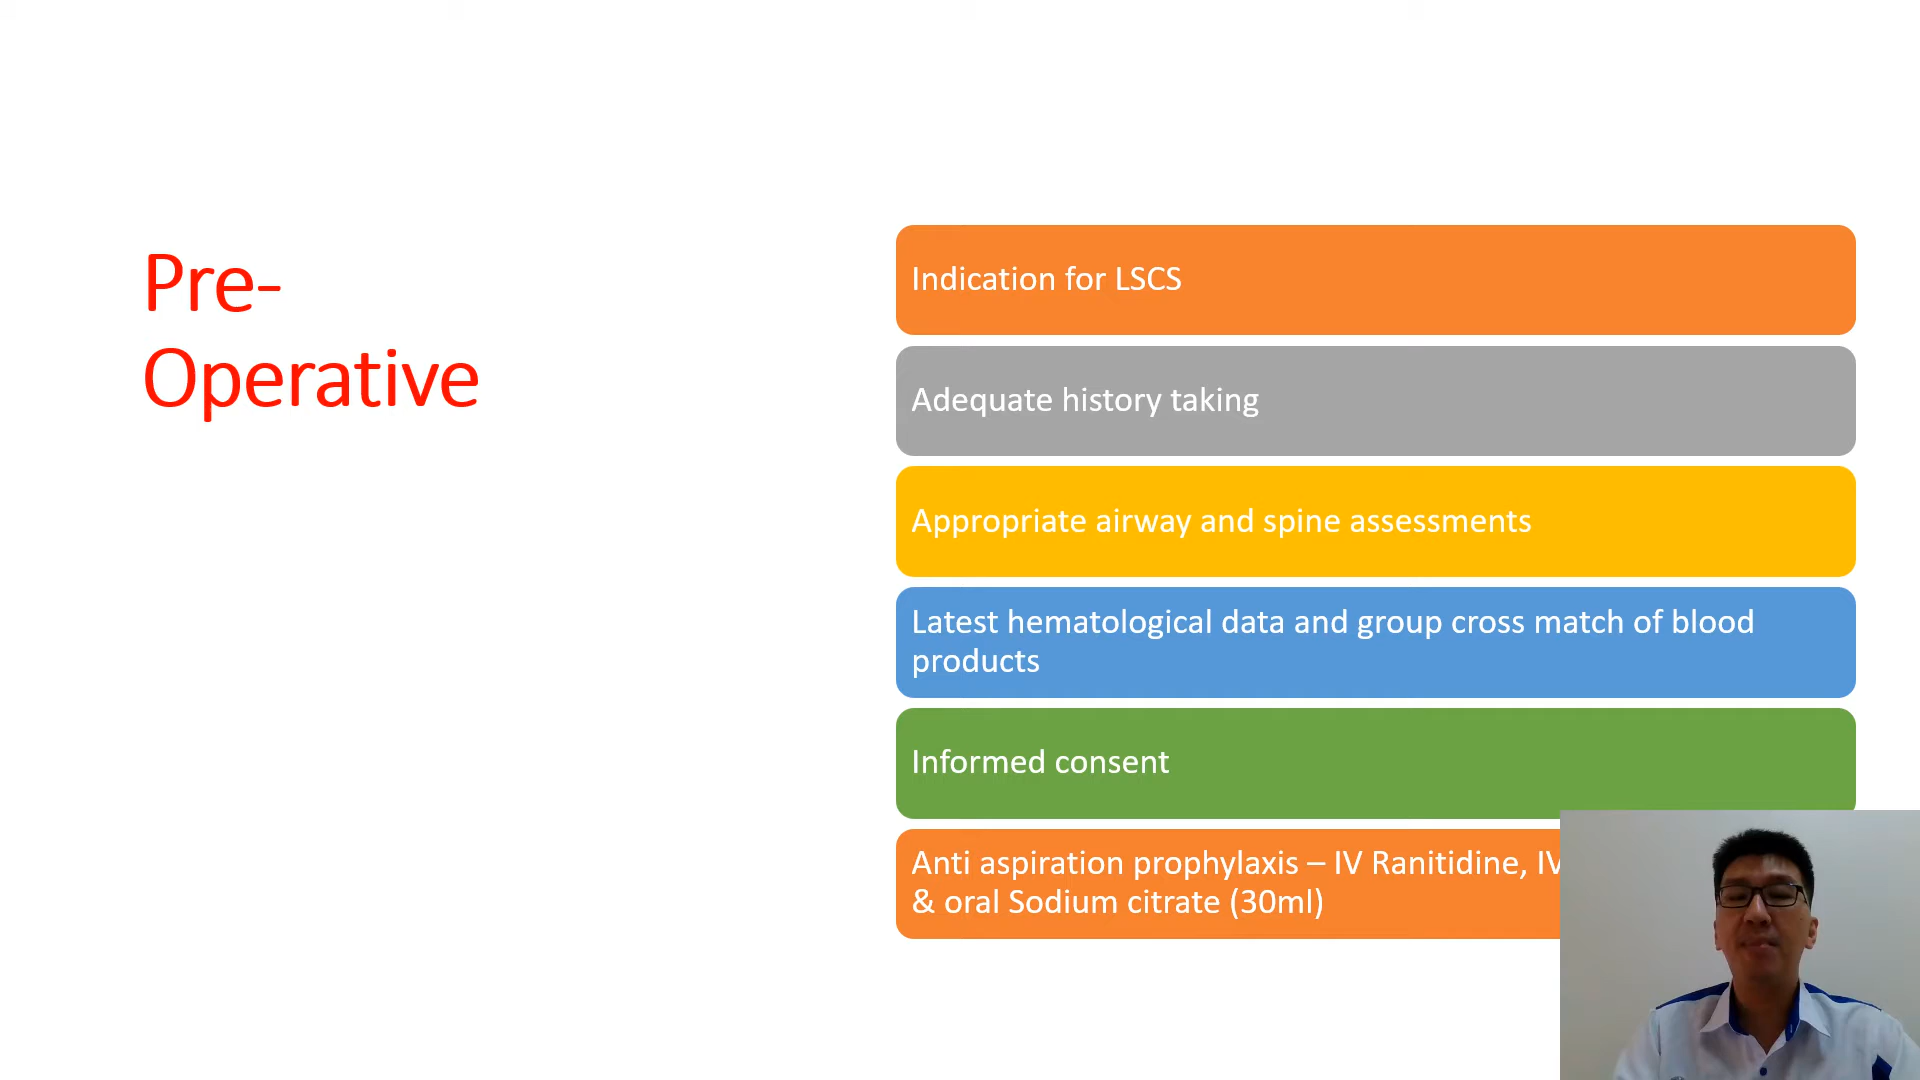 Pre-
Operative
Indication for LSCS
Adequate history taking
Appropriate airway and spine assessments
Latest hematological data and group cross match of blood
products
Informed consent
Anti aspiration prophylaxis – IV Ranitidine, IV
& oral Sodium citrate (30ml)